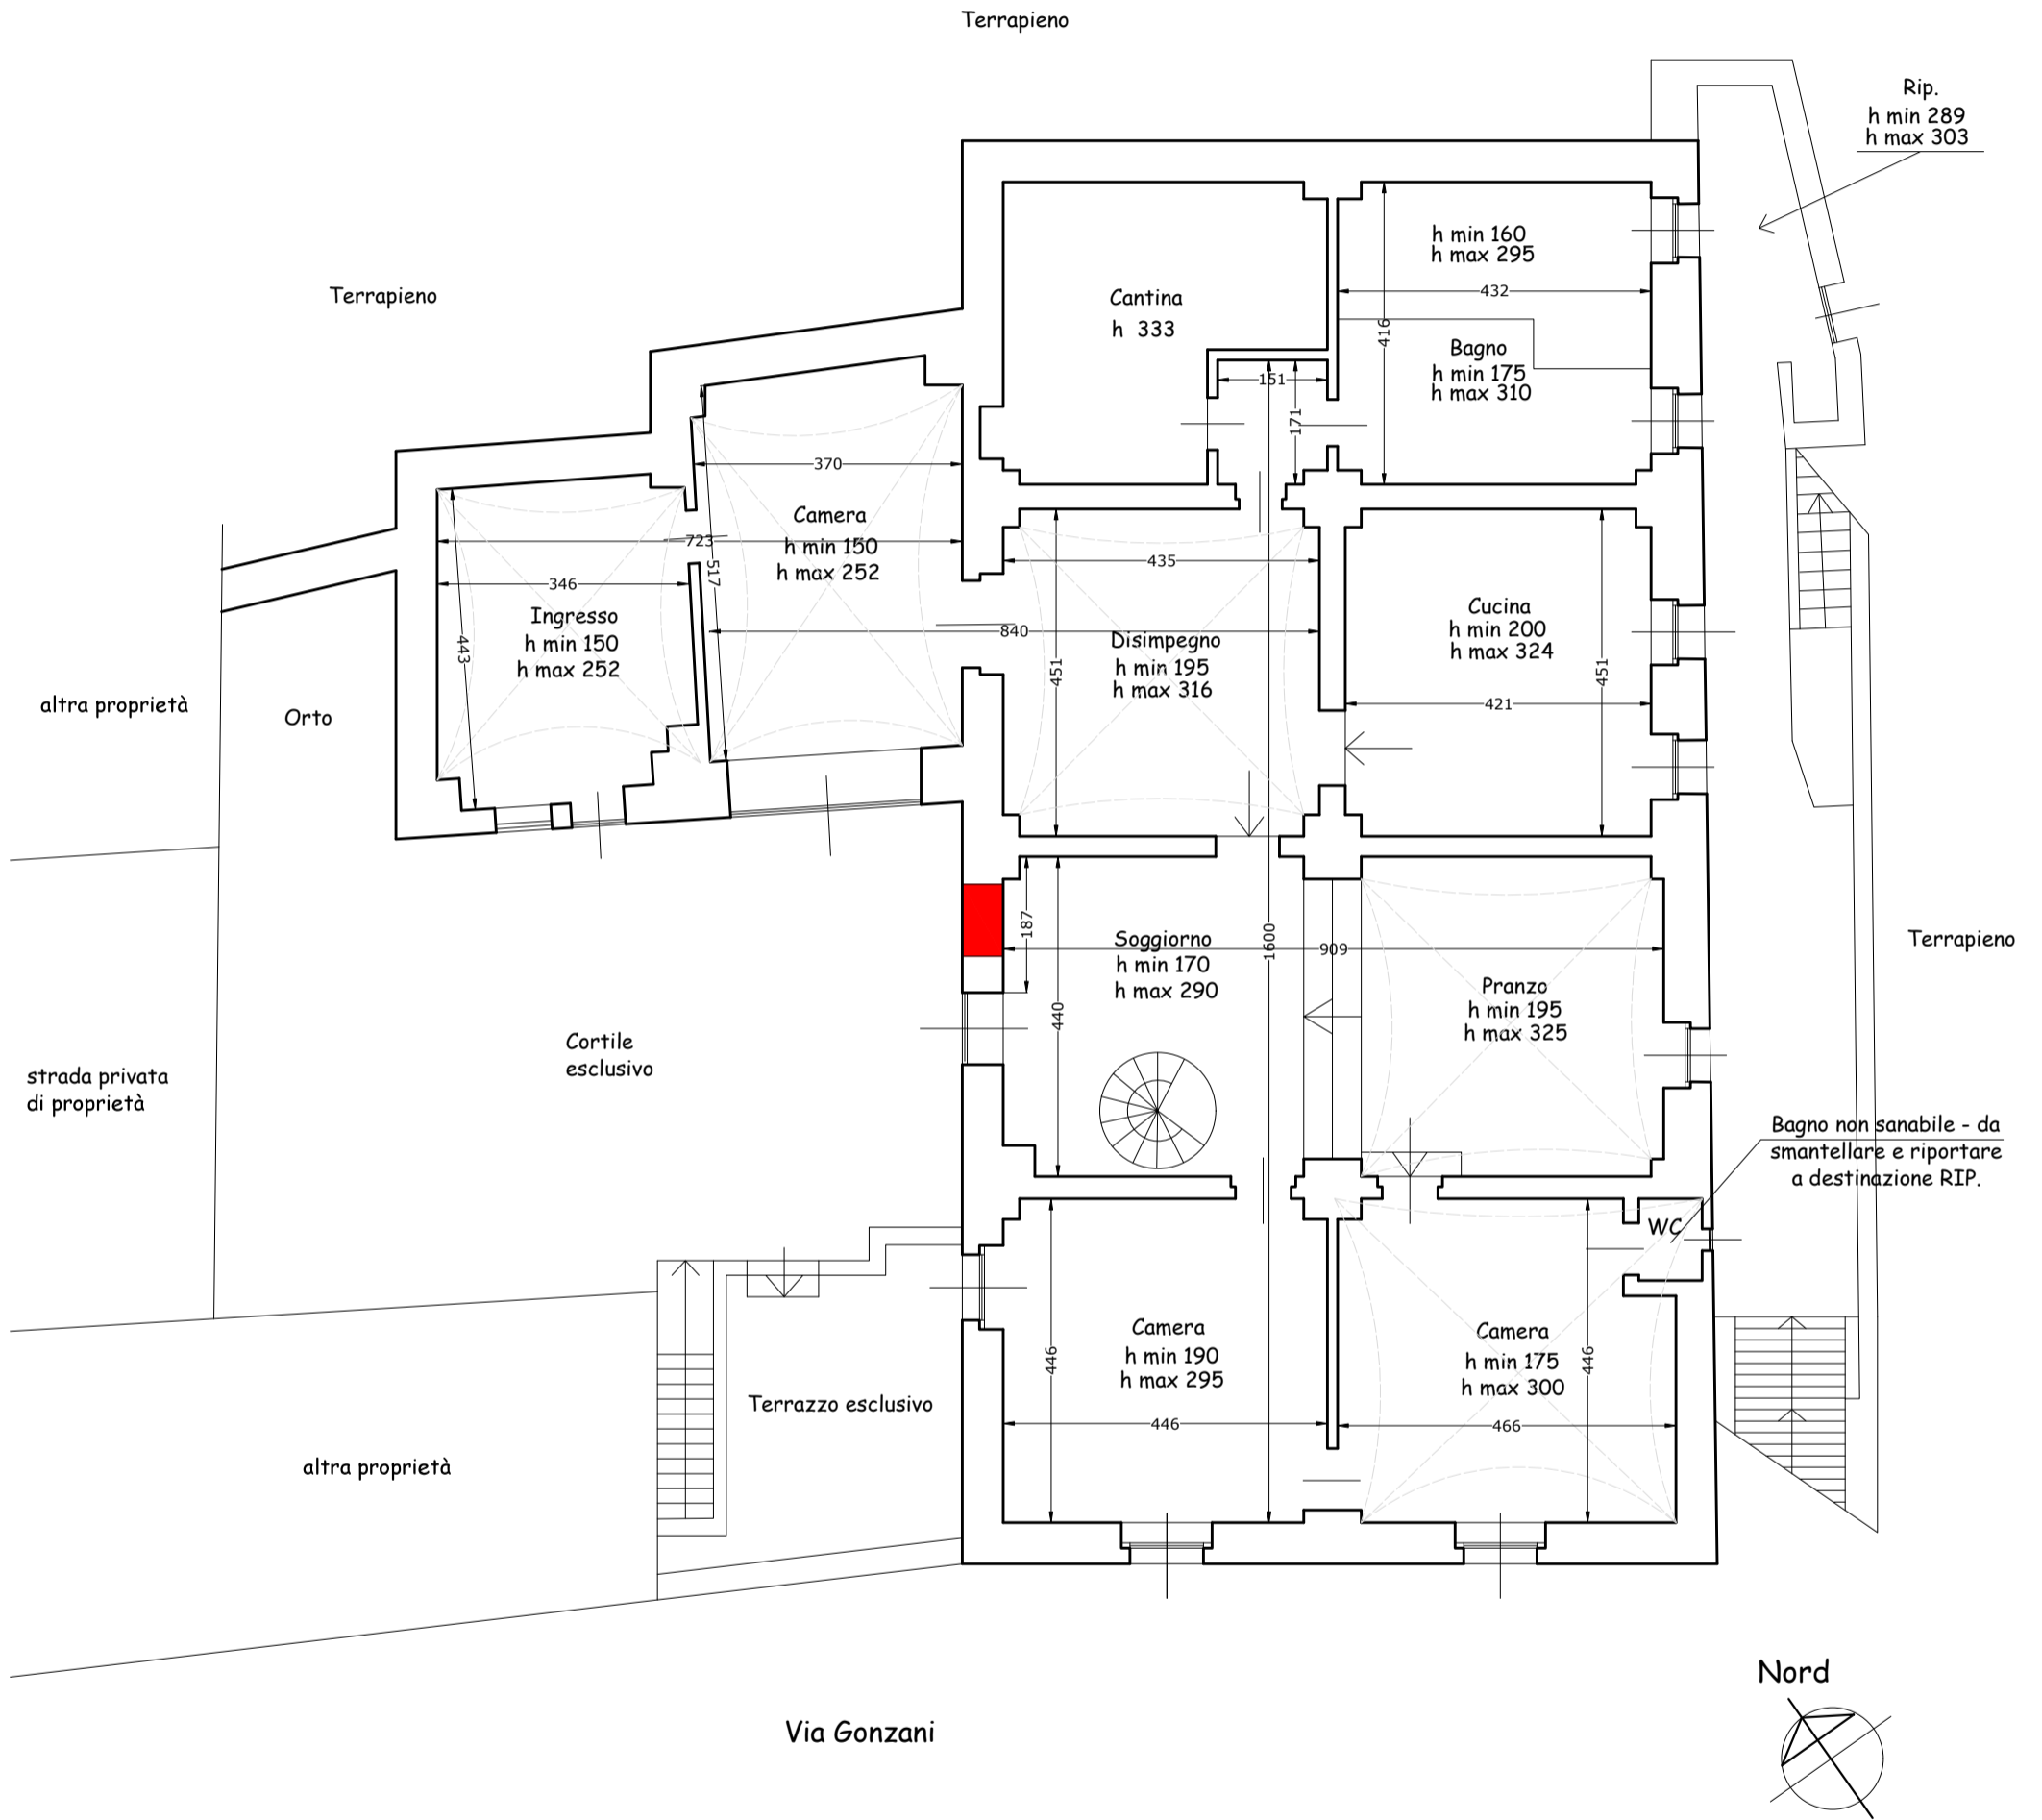 Terrapieno
Rip.
h min 289
h max 303
Terrapieno
Cantina
h 333
h min 160
h max 295
432
416
Bagno
h min 175
h max 310
151
171
370
Camera
h min 150
h max 252
723
517
346
Ingresso
h min 150
h max 252
443
840
435
Disimpegno
h min 195
h max 316
451
Cucina
h min 200
h max 324
451
421
altra proprietà
Orto
187
Soggiorno
h min 170
h max 290
1600
909
440
Pranzo
h min 195
h max 325
Terrapieno
Cortile
esclusivo
strada privata
di proprietà
Bagno non sanabile - da
smantellare e riportare
a destinazione RIP.
WC
Camera
h min 190
h max 295
446
446
Camera
h min 175
h max 300
446
466
Terrazzo esclusivo
altra proprietà
Nord
Via Gonzani